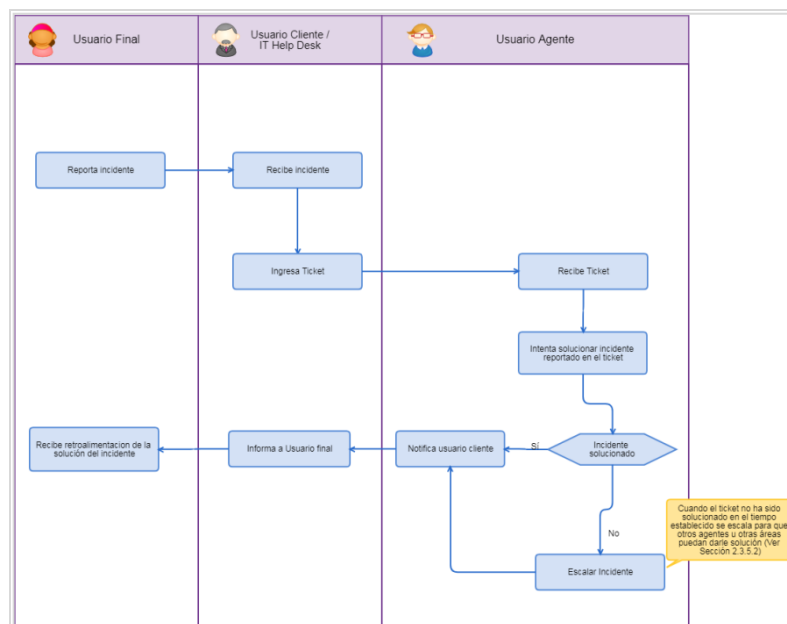 Usuario Final
Usuario Cliente /
IT Help Desk
Usuario Agente
Reporta incidente
Recibe incidente
Ingresa Ticket
Recibe Ticket
Intenta solucionar incidente
reportado en el ticket
Recibe retroalimentacion de la
solución del incidente
Informa a Usuario final
Notifica usuario cliente
Sí
Incidente
solucionado
No
Cuando el ticket no ha sido
solucionado en el tiempo
establecido se escala para que
otros agentes u otras áreas
puedan darle solución (Ver
Sección 2.3.5.2)
Escalar Incidente